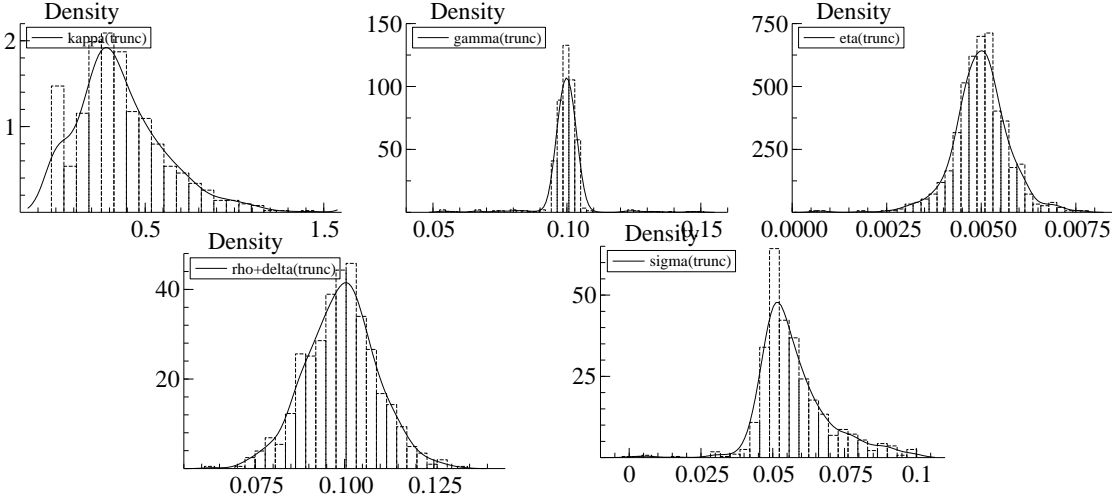 Density
kappa(trunc)
2
1
0.5
1.5
Density
gamma(trunc)
150
100
50
0.05
0.10
0.15
Density
eta(trunc)
750
500
250
0.0000
0.0025
0.0050
0.0075
Density
rho+delta(trunc)
40
20
0.075
0.100
0.125
Density
sigma(trunc)
50
25
0
0.025
0.05
0.075
0.1